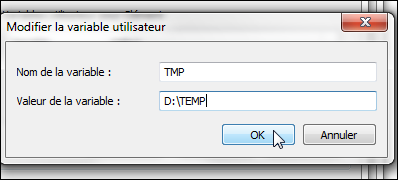 Modifier la variable utilisateur
Nom de la variable : TMP
Valeur de la variable : D:\TEMP
OK Annuler